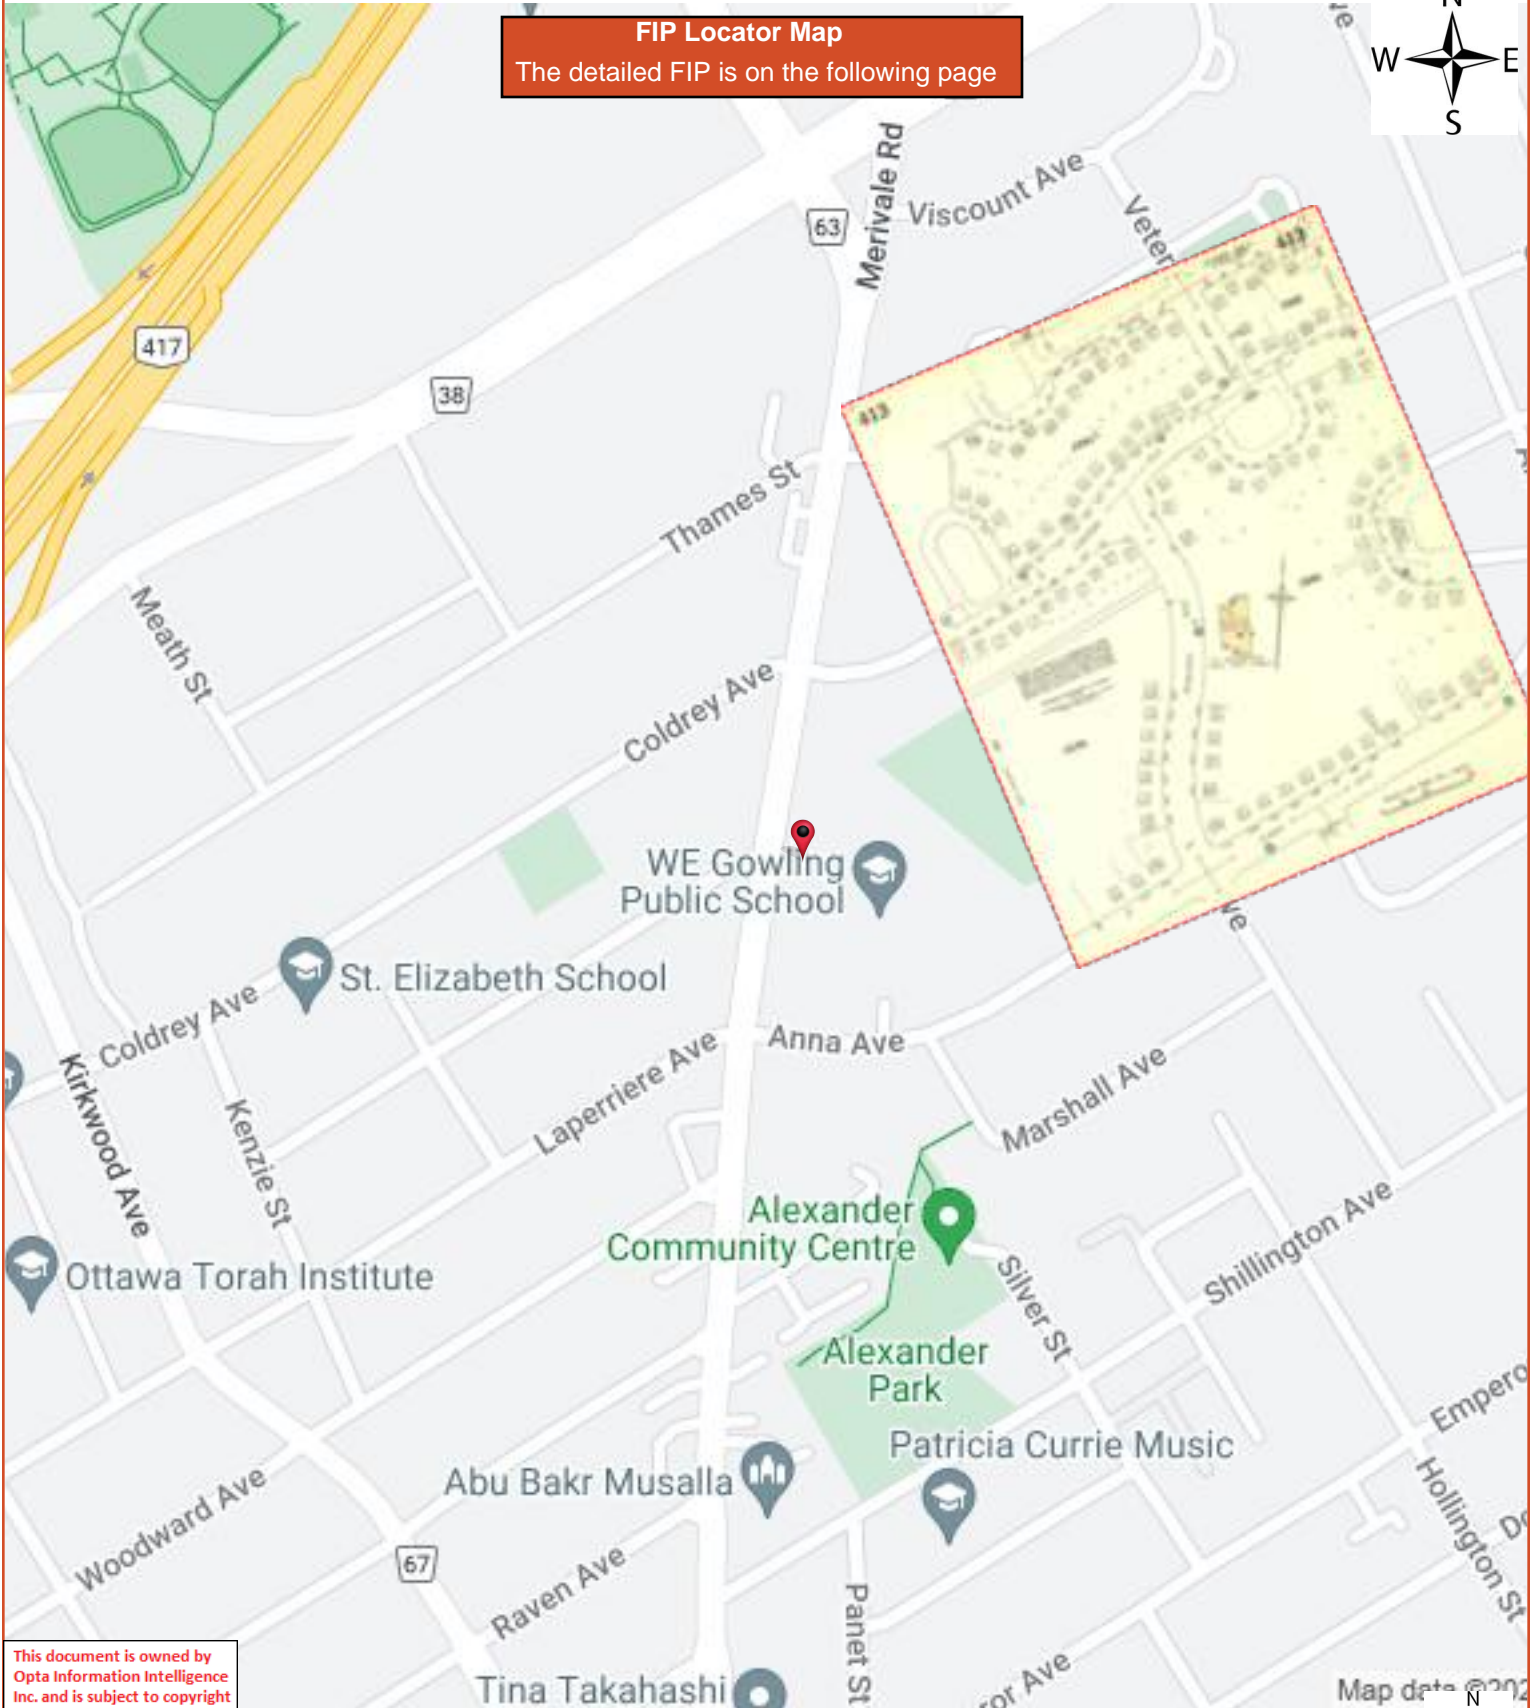 FIP Locator Map
The detailed FIP is on the following page
N
W
E
S
Merivale Rd
63
Viscount Ave
417
38
413
413
Thames St
Meath St
Coldrey Ave
WE Gowling
Public School
St. Elizabeth School
Coldrey Ave
Kirkwood Ave
Kenzie St
Laperriere Ave
Anna Ave
Marshall Ave
Alexander
Community Centre
Ottawa Torah Institute
Silver St
Shillington Ave
Alexander
Park
Patricia Currie Music
Abu Bakr Musalla
Woodward Ave
67
Raven Ave
Panet St
Hollington St
Tina Takahashi
This document is owned by
Opta Information Intelligence
Inc. and is subject to copyright
Map data
N